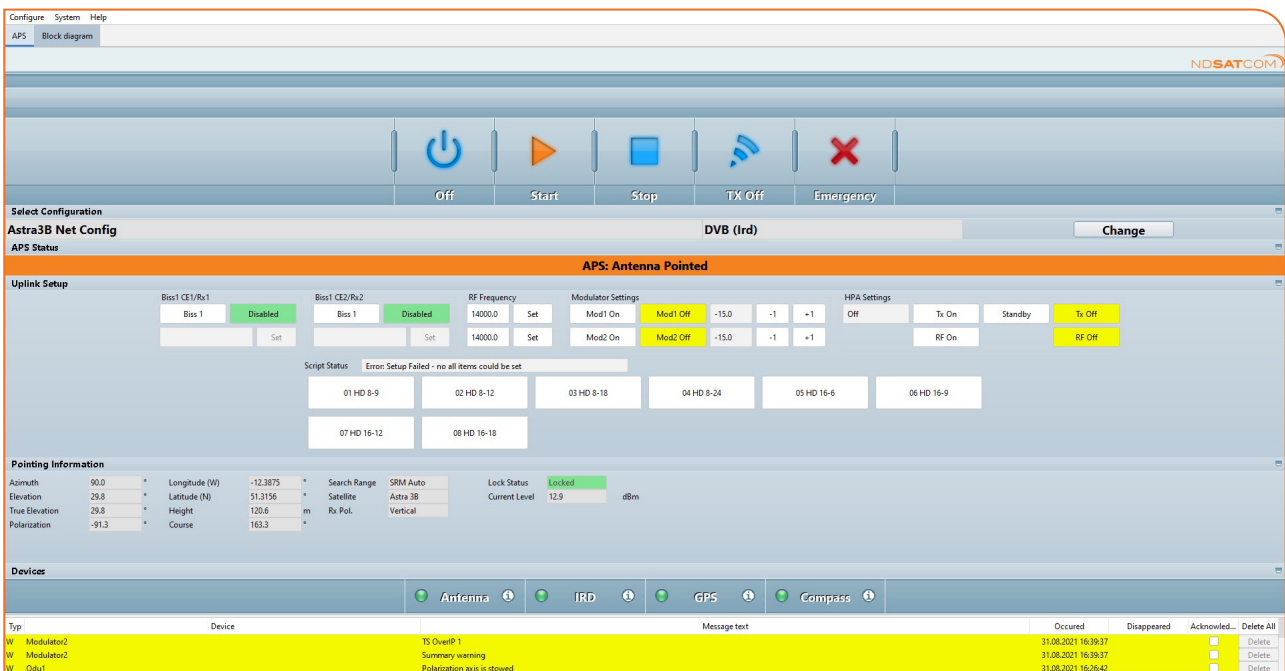 Configure System Help
APS Block diagram
NDSATCOM
Off Start Stop TX Off Emergency
Select Configuration
Astra3B Net Config DVB (Ird) Change
APS Status
APS: Antenna Pointed
Uplink Setup
Biss1 CE1/Rx1 Biss1 CE2/Rx2 RF Frequency Modulator Settings HPA Settings
Biss 1 Disabled Biss 1 Disabled 14000.0 Set Mod1 On Mod1 Off -15.0 -1 +1 Off Tx On Standby Tx Off
Set Set 14000.0 Set Mod2 On Mod2 Off -15.0 -1 +1 RF On RF Off
Script Status Error: Setup Failed - no all items could be set
01 HD 8-9 02 HD 8-12 03 HD 8-18 04 HD 8-24 05 HD 16-6 06 HD 16-9
07 HD 16-12 08 HD 16-18
Pointing Information
Azimuth 90.0 ° Longitude (W) -12.3875 ° Search Range SRM Auto Lock Status Locked
Elevation 29.8 ° Latitude (N) 51.3156 ° Satellite Astra 3B Current Level 12.9 dBm
True Elevation 29.8 ° Height 120.6 m Rx Pol. Vertical
Polarization -91.3 ° Course 163.3 °
Devices
Antenna i IRD i GPS i Compass i
Typ Device Message text Occured Disappeared Acknowled... Delete All
W Modulator2 TS OverIP 1 31.08.2021 16:39:37 Delete
W Modulator2 Summary warning 31.08.2021 16:39:37 Delete
W Odu1 Polarization axis is stowed 31.08.2021 16:26:42 Delete